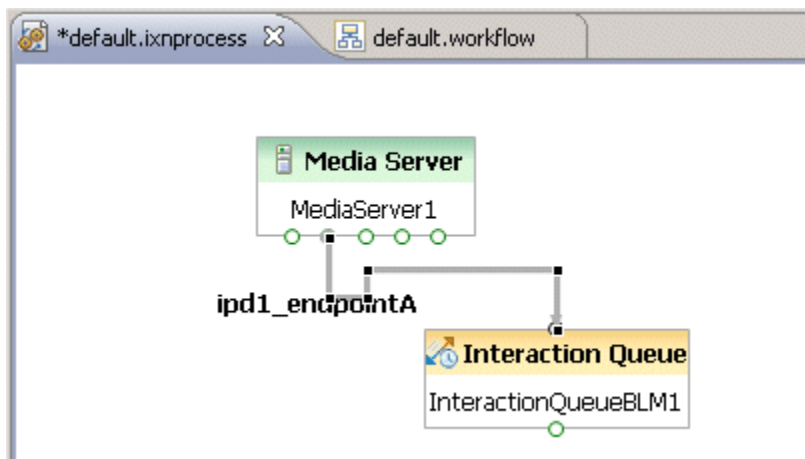 *default.ixnprocess default.workflow
Media Server
MediaServer1
ipd1_endpointA
Interaction Queue
InteractionQueueBLM1